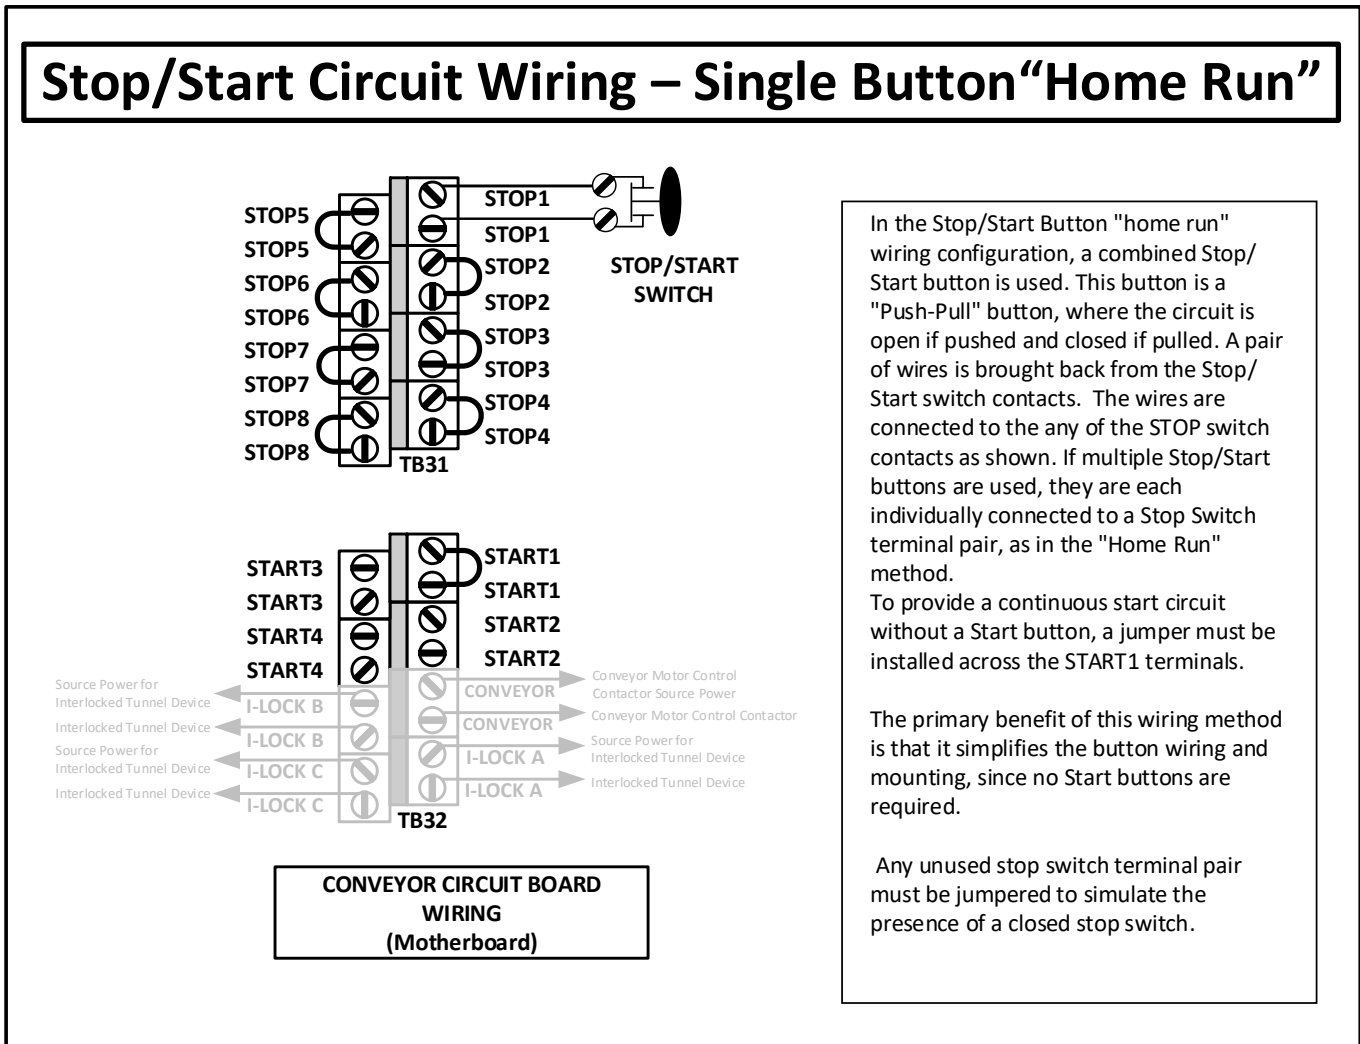 Stop/Start Circuit Wiring – Single Button“Home Run”
STOP5
STOP5
STOP6
STOP6
STOP7
STOP7
STOP8
STOP8
STOP1
STOP1
STOP2
STOP2
STOP3
STOP3
STOP4
STOP4
TB31
STOP/START
SWITCH
START3
START3
START4
START4
I-LOCK B
I-LOCK B
I-LOCK C
I-LOCK C
Source Power for
Interlocked Tunnel Device
Interlocked Tunnel Device
Source Power for
Interlocked Tunnel Device
Interlocked Tunnel Device
START1
START1
START2
START2
CONVEYOR
CONVEYOR
I-LOCK A
I-LOCK A
Conveyor Motor Control
Contactor Source Power
Conveyor Motor Control Contactor
Source Power for
Interlocked Tunnel Device
Interlocked Tunnel Device
TB32
CONVEYOR CIRCUIT BOARD
WIRING
(Motherboard)
In the Stop/Start Button "home run"
wiring configuration, a combined Stop/
Start button is used. This button is a
"Push-Pull" button, where the circuit is
open if pushed and closed if pulled. A pair
of wires is brought back from the Stop/
Start switch contacts.  The wires are
connected to the any of the STOP switch
contacts as shown. If multiple Stop/Start
buttons are used, they are each
individually connected to a Stop Switch
terminal pair, as in the "Home Run"
method.
To provide a continuous start circuit
without a Start button, a jumper must be
installed across the START1 terminals.
The primary benefit of this wiring method
is that it simplifies the button wiring and
mounting, since no Start buttons are
required.
Any unused stop switch terminal pair
must be jumpered to simulate the
presence of a closed stop switch.